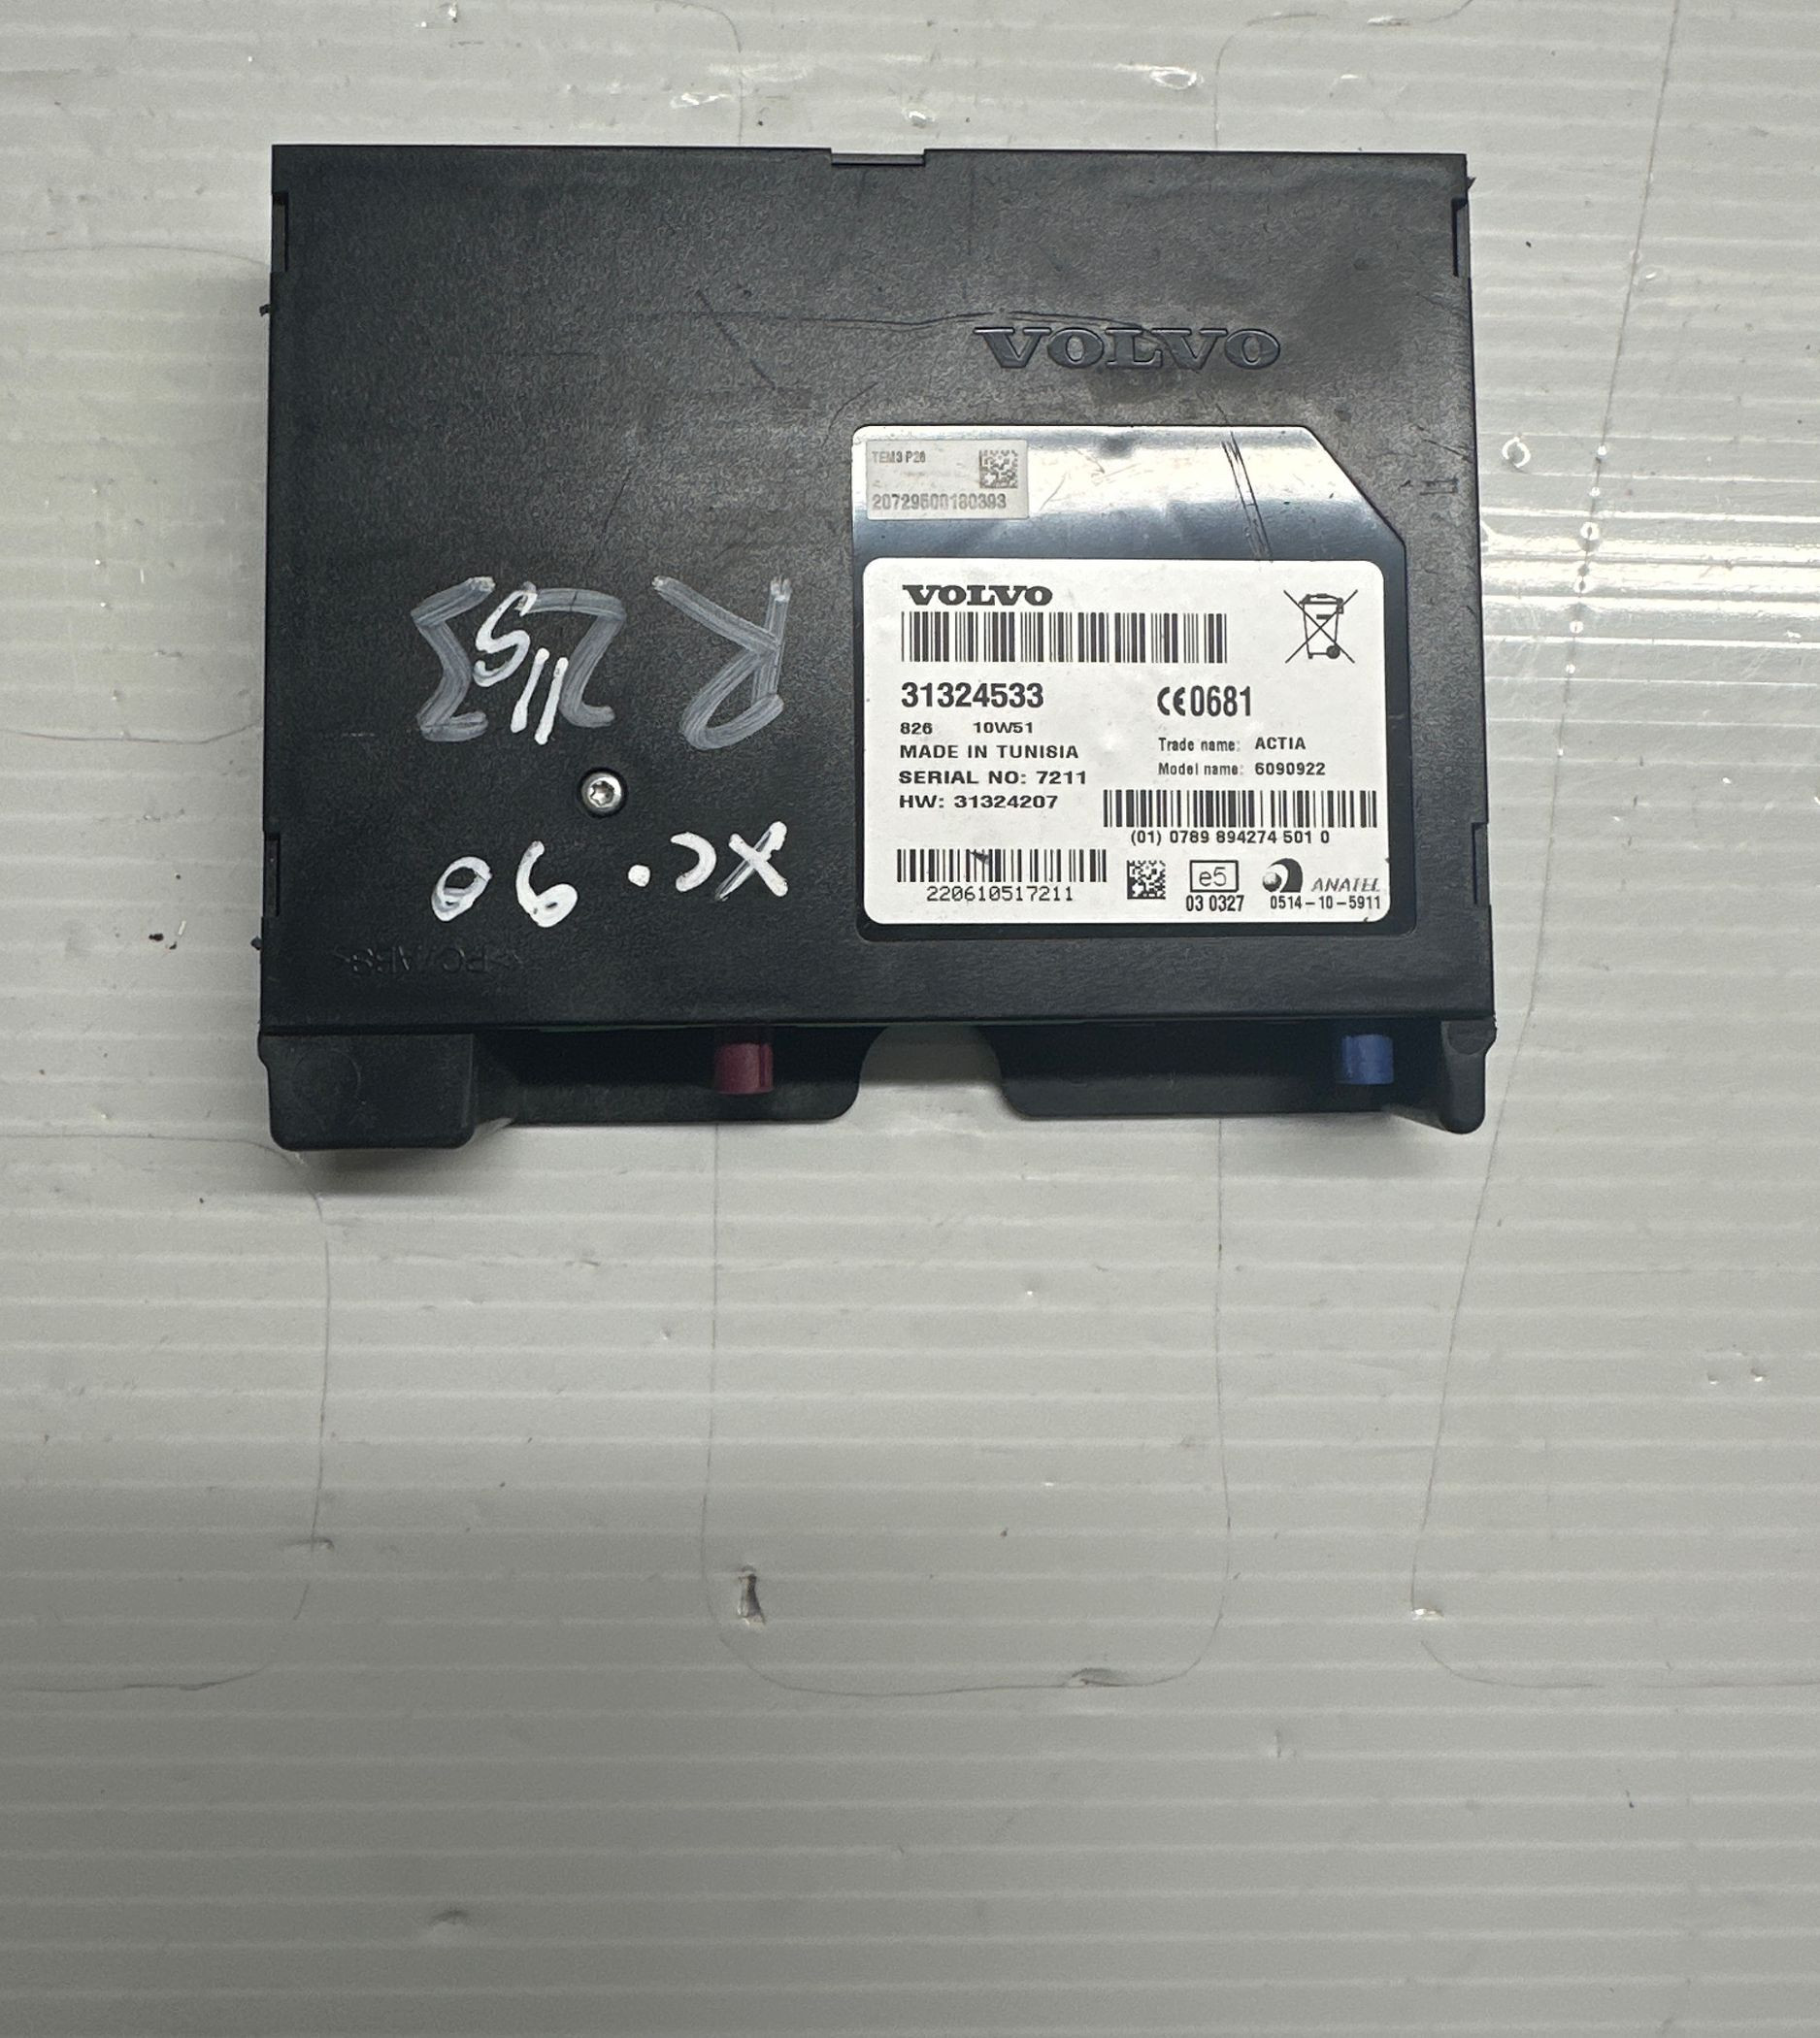 VOLVO
TEM3 P26
20729600180393
VOLVO
31324533
CE0681
826 10W51
MADE IN TUNISIA
Trade name: ACTIA
SERIAL NO: 7211
Model name: 6090922
HW: 31324207
(01) 0789 894274 501 0
220610517211
e5
03 0327
ANATEL
0514-10-5911
XC. 90
>PC/ABS<